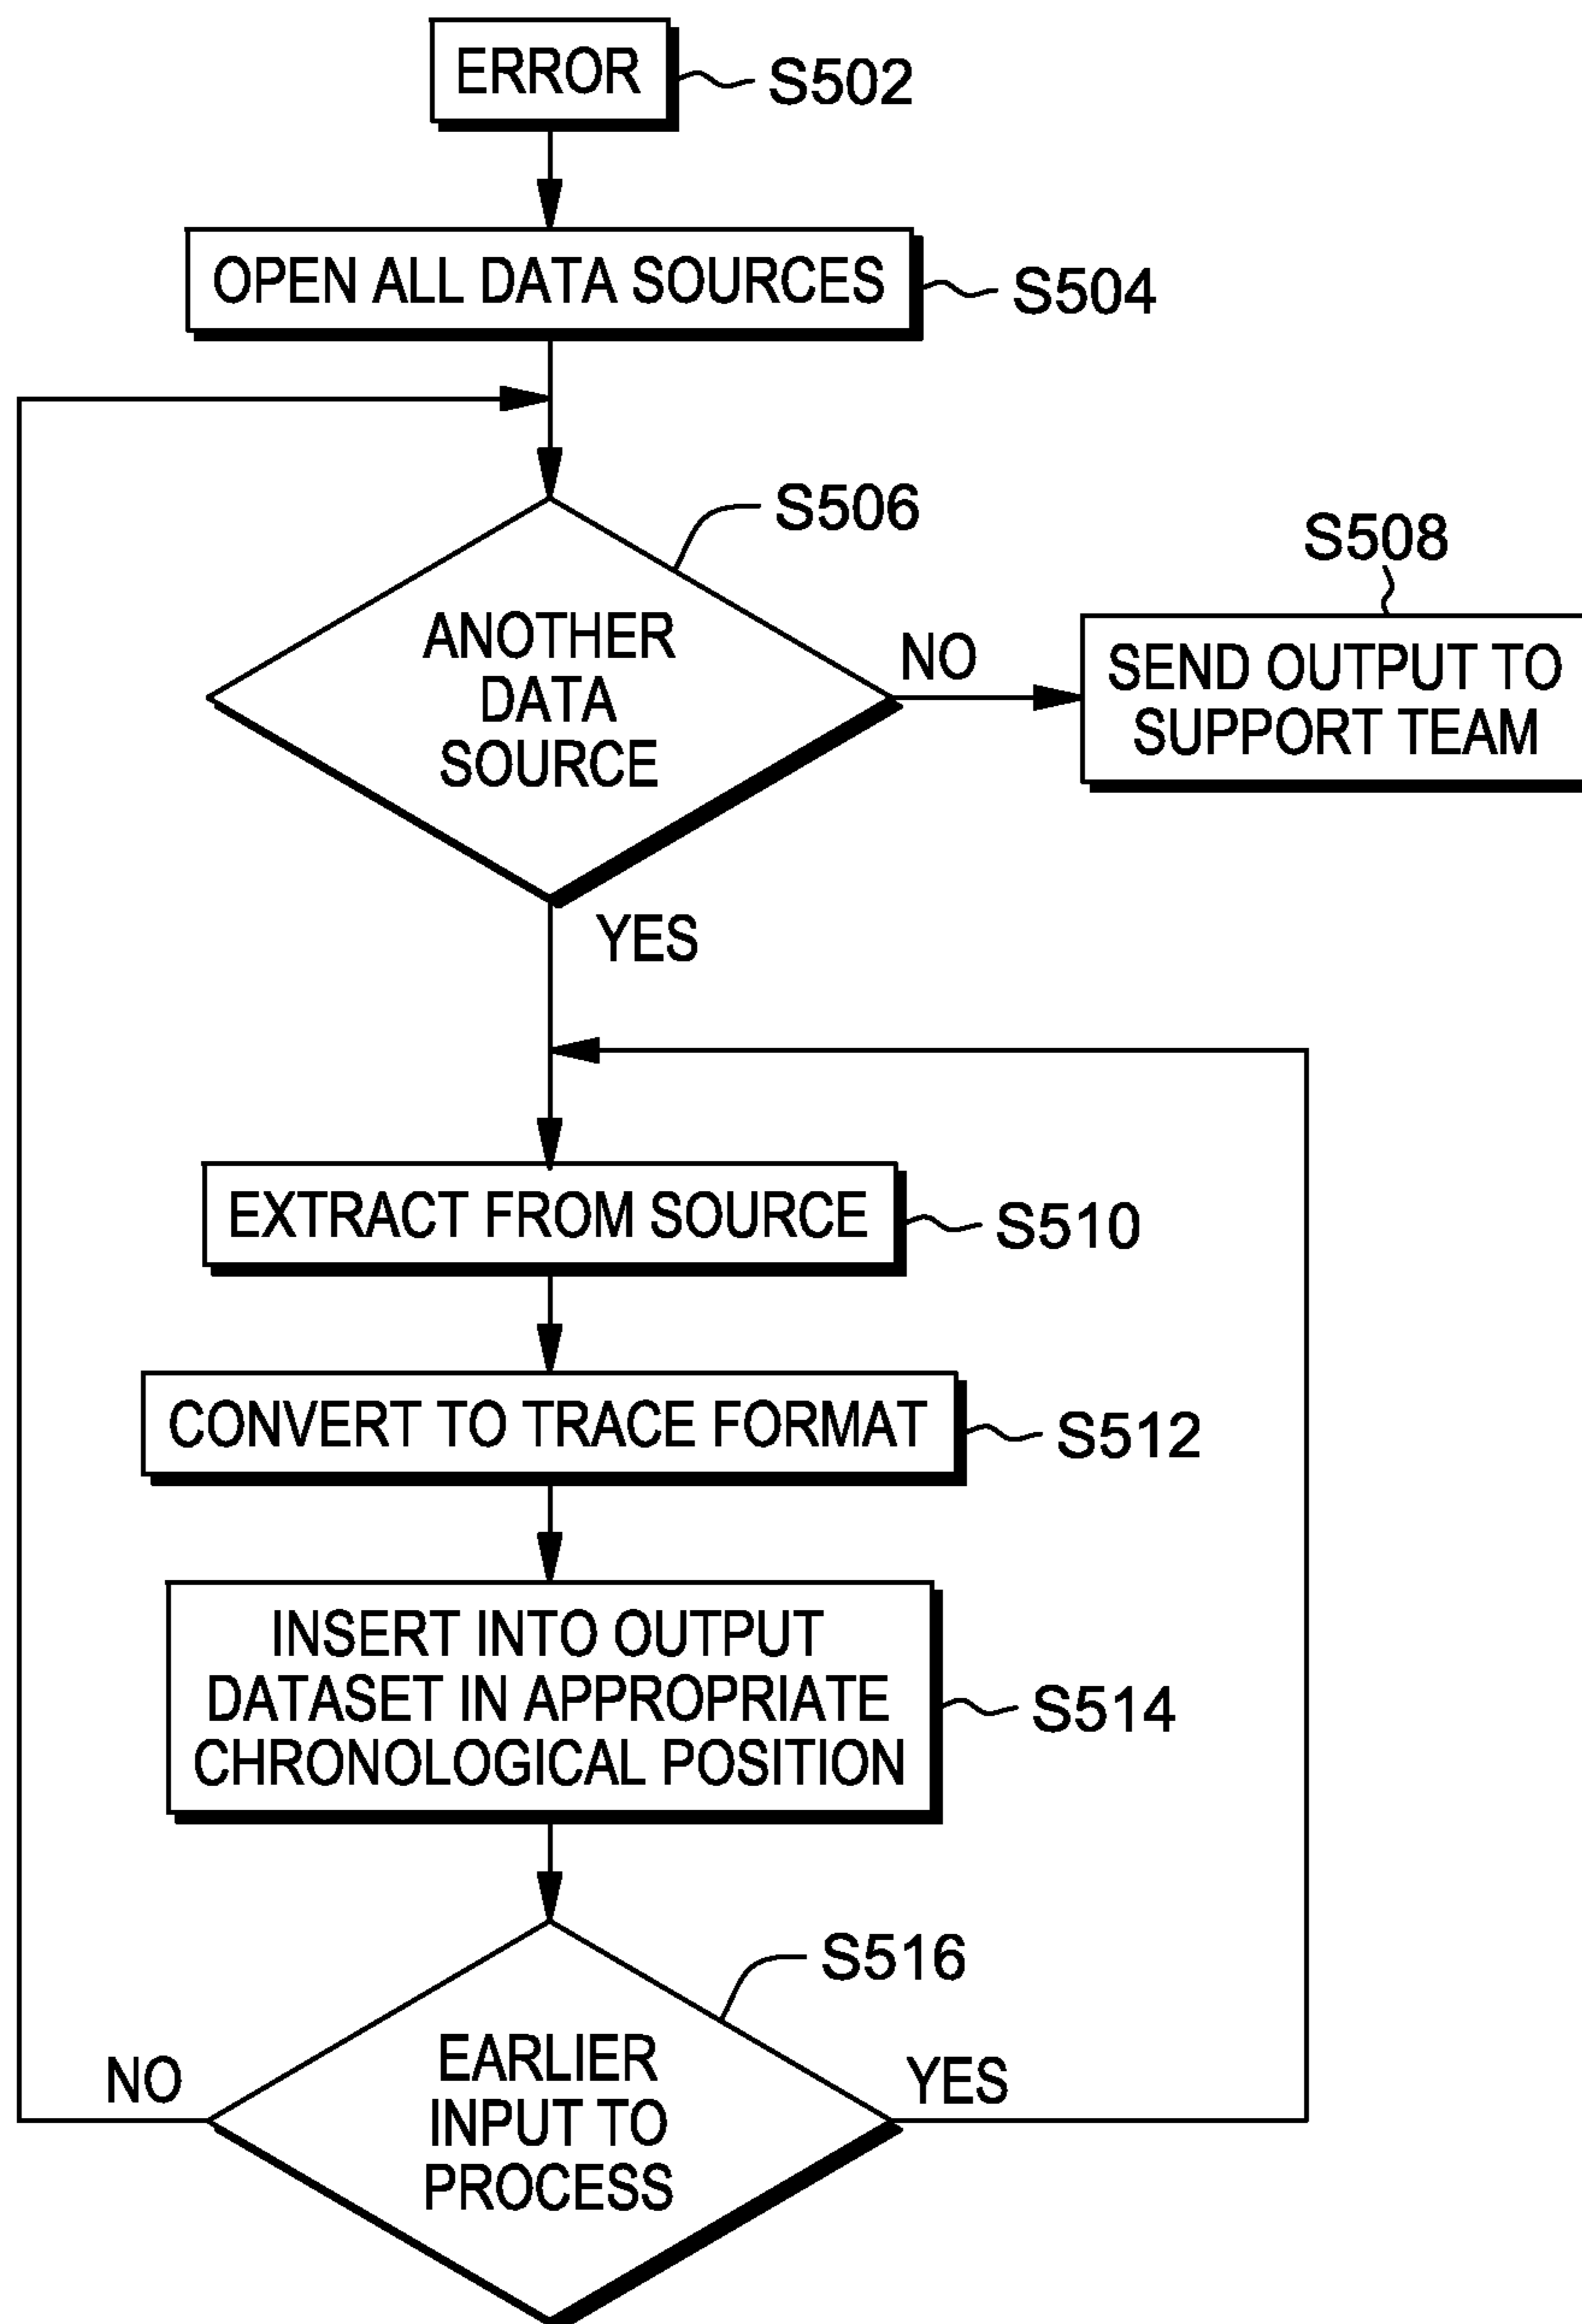 ERROR
S502
OPEN ALL DATA SOURCES
S504
S506
ANOTHER
DATA
SOURCE
NO
S508
SEND OUTPUT TO
SUPPORT TEAM
YES
EXTRACT FROM SOURCE
S510
CONVERT TO TRACE FORMAT
S512
INSERT INTO OUTPUT
DATASET IN APPROPRIATE
CHRONOLOGICAL POSITION
S514
S516
NO
EARLIER
INPUT TO
PROCESS
YES